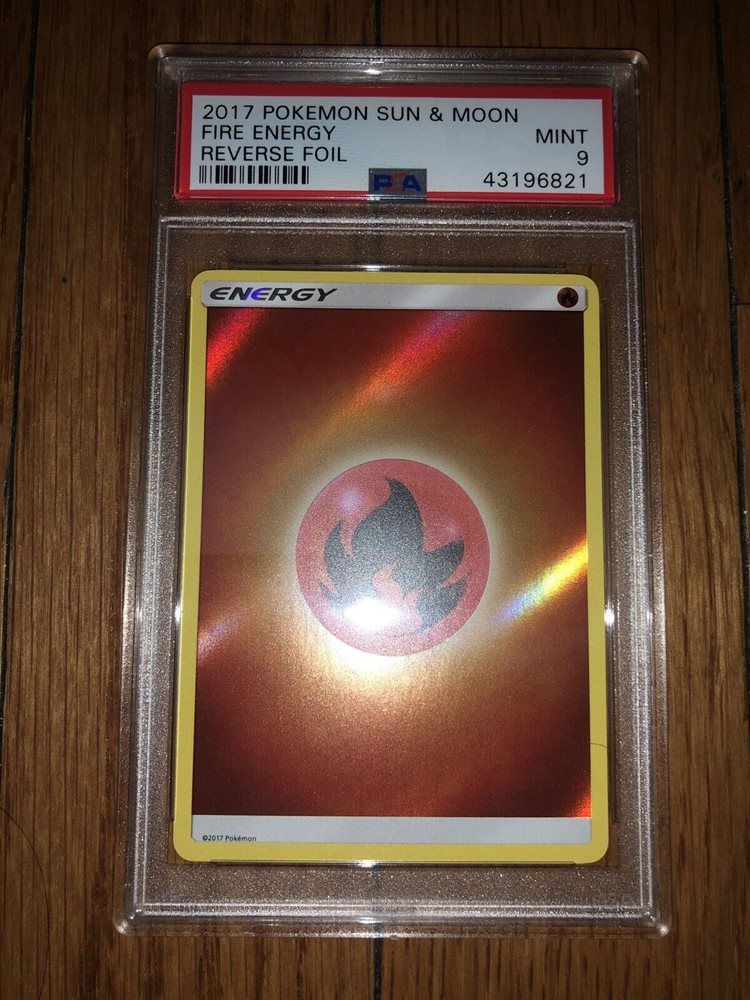 2017 POKEMON SUN & MOON
FIRE ENERGY MINT
REVERSE FOIL 9
PSA 43196821
ENERGY
©2017 Pokémon